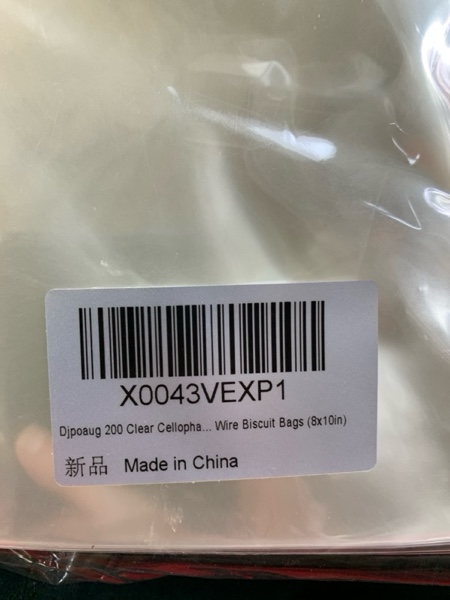 X0043VEXP1
Djpoaug 200 Clear Cellopha... Wire Biscuit Bags (8x10in)
新品 Made in China